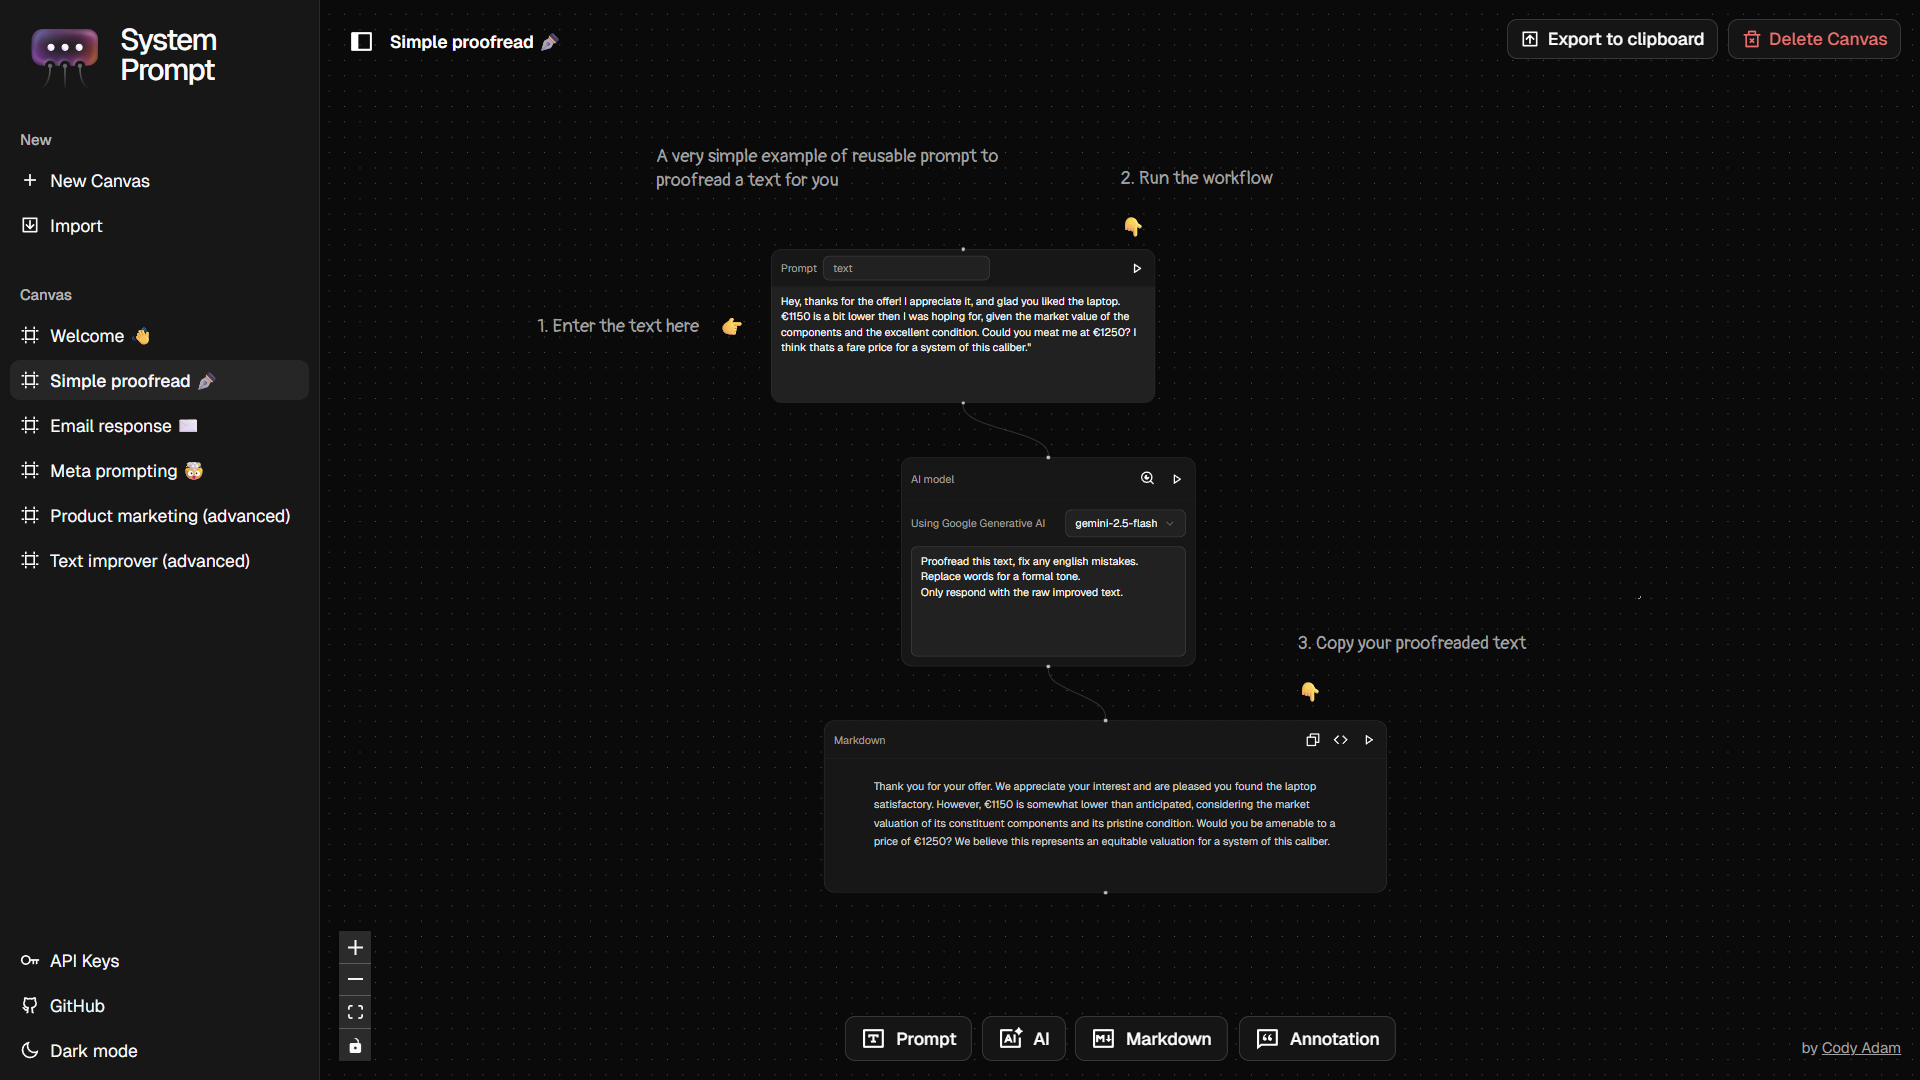 System
Prompt
New
New Canvas
Import
Canvas
Welcome
Simple proofread
Email response
Meta prompting
Product marketing (advanced)
Text improver (advanced)
API Keys
GitHub
Dark mode
Simple proofread
Export to clipboard
Delete Canvas
A very simple example of reusable prompt to
proofread a text for you
2. Run the workflow
1. Enter the text here
Prompt text
Hey, thanks for the offer! I appreciate it, and glad you liked the laptop.
€1150 is a bit lower then I was hoping for, given the market value of the
components and the excellent condition. Could you meat me at €1250? I
think thats a fare price for a system of this caliber."
AI model
Using Google Generative AI gemini-2.5-flash
Proofread this text, fix any english mistakes.
Replace words for a formal tone.
Only respond with the raw improved text.
3. Copy your proofreaded text
Markdown
Thank you for your offer. We appreciate your interest and are pleased you found the laptop
satisfactory. However, €1150 is somewhat lower than anticipated, considering the market
valuation of its constituent components and its pristine condition. Would you be amenable to a
price of €1250? We believe this represents an equitable valuation for a system of this caliber.
Prompt
AI
Markdown
Annotation
by Cody Adam